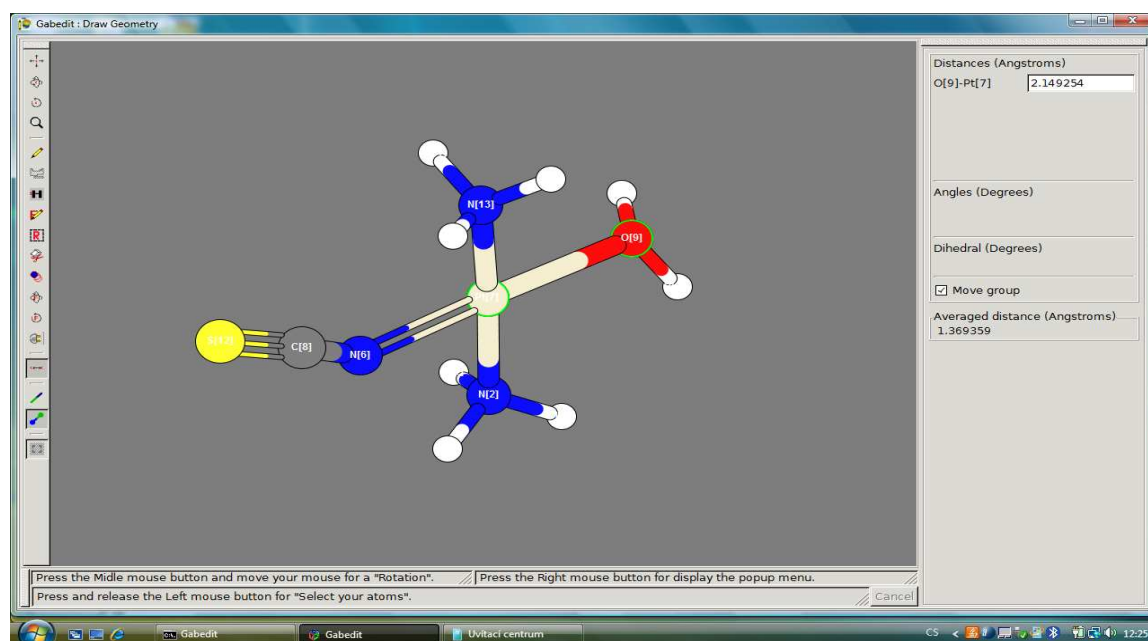 Gabedit : Draw Geometry
Distances (Angstroms)
O[9]-Pt[7] 2.149254
Angles (Degrees)
Dihedral (Degrees)
Move group
Averaged distance (Angstroms)
1.369359
N[13]
O[9]
Pt[7]
C[8]
N[6]
N[2]
Press the Midle mouse button and move your mouse for a "Rotation".
Press the Right mouse button for display the popup menu.
Press and release the Left mouse button for "Select your atoms".
Cancel
Gabedit
Gabedit
Uvítací centrum
CS